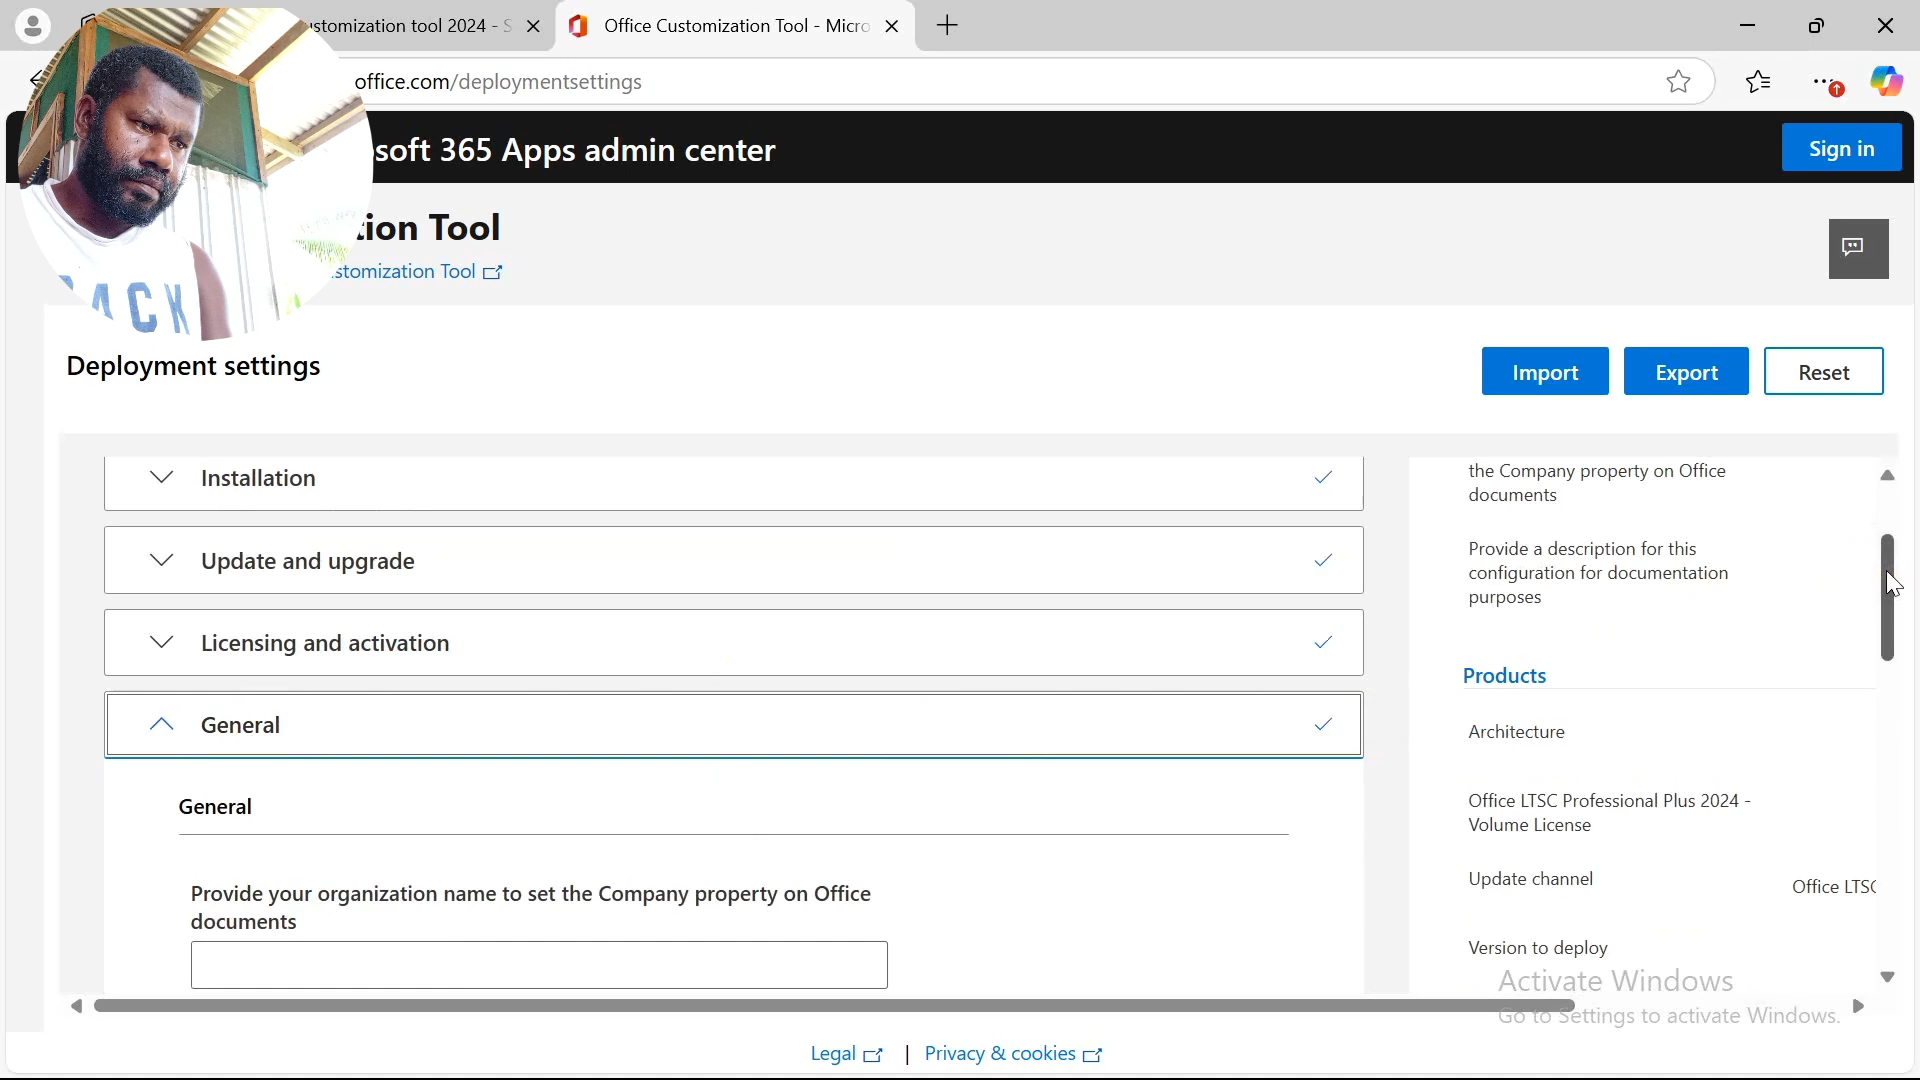 stomization tool 2024 - S
Office Customization Tool - Micro
office.com/deploymentsettings
soft 365 Apps admin center
Sign in
tion Tool
stomization Tool
ACK
Deployment settings
Import
Export
Reset
Installation
Update and upgrade
Licensing and activation
General
General
Provide your organization name to set the Company property on Office
documents
the Company property on Office
documents
Provide a description for this
configuration for documentation
purposes
Products
Architecture
Office LTSC Professional Plus 2024 -
Volume License
Update channel
Office LTSC
Version to deploy
Activate Windows
Go to Settings to activate Windows.
Legal
|
Privacy & cookies